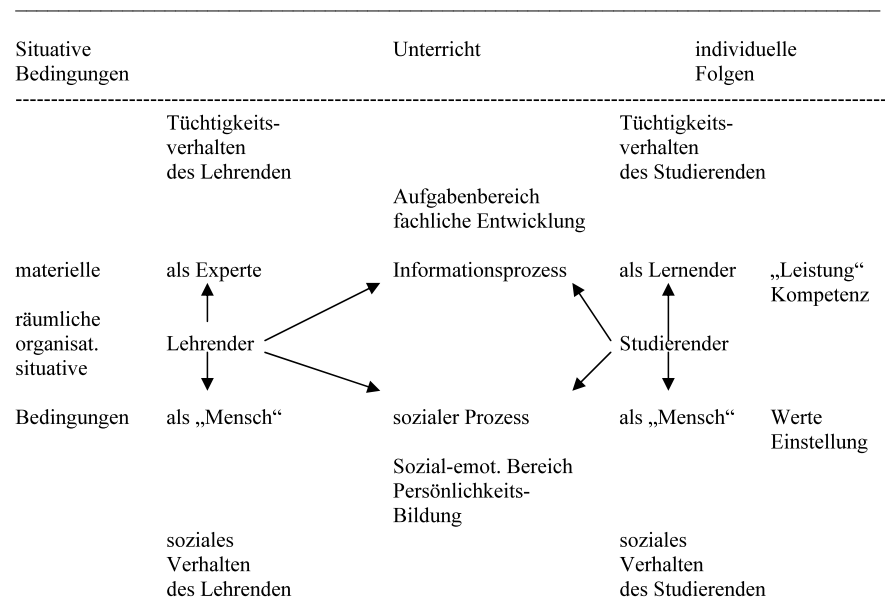 Situative Unterricht individuelle
Bedingungen Folgen
Tüchtigkeits- Tüchtigkeits-
verhalten verhalten
des Lehrenden des Studierenden
Aufgabenbereich
fachliche Entwicklung
materielle als Experte Informationsprozess als Lernender „Leistung“
Kompetenz
räumliche
organisat. Lehrender Studierender
situative
Bedingungen als „Mensch“ sozialer Prozess als „Mensch“ Werte
Einstellung
Sozial-emot. Bereich
Persönlichkeits-
Bildung
soziales soziales
Verhalten Verhalten
des Lehrenden des Studierenden